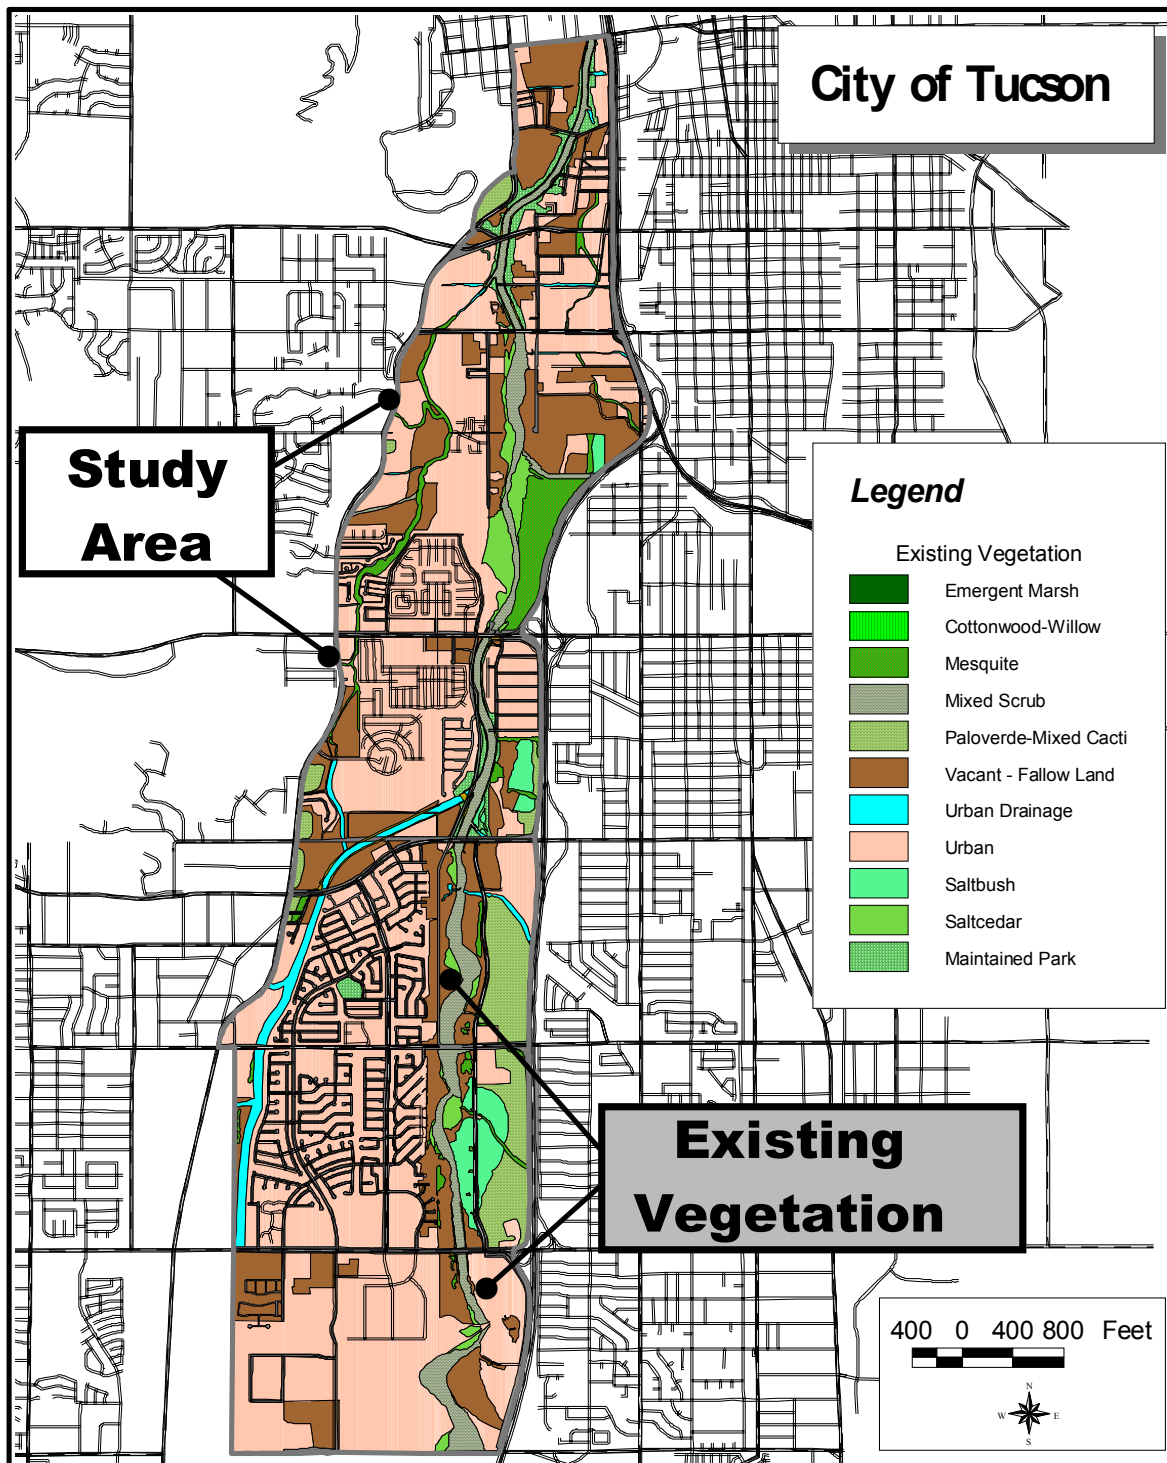 City of Tucson
Study
Area
Legend
Existing Vegetation
Emergent Marsh
Cottonwood-Willow
Mesquite
Mixed Scrub
Paloverde-Mixed Cacti
Vacant - Fallow Land
Urban Drainage
Urban
Saltbush
Saltcedar
Maintained Park
Existing
Vegetation
400 0 400 800 Feet
N
W E
S